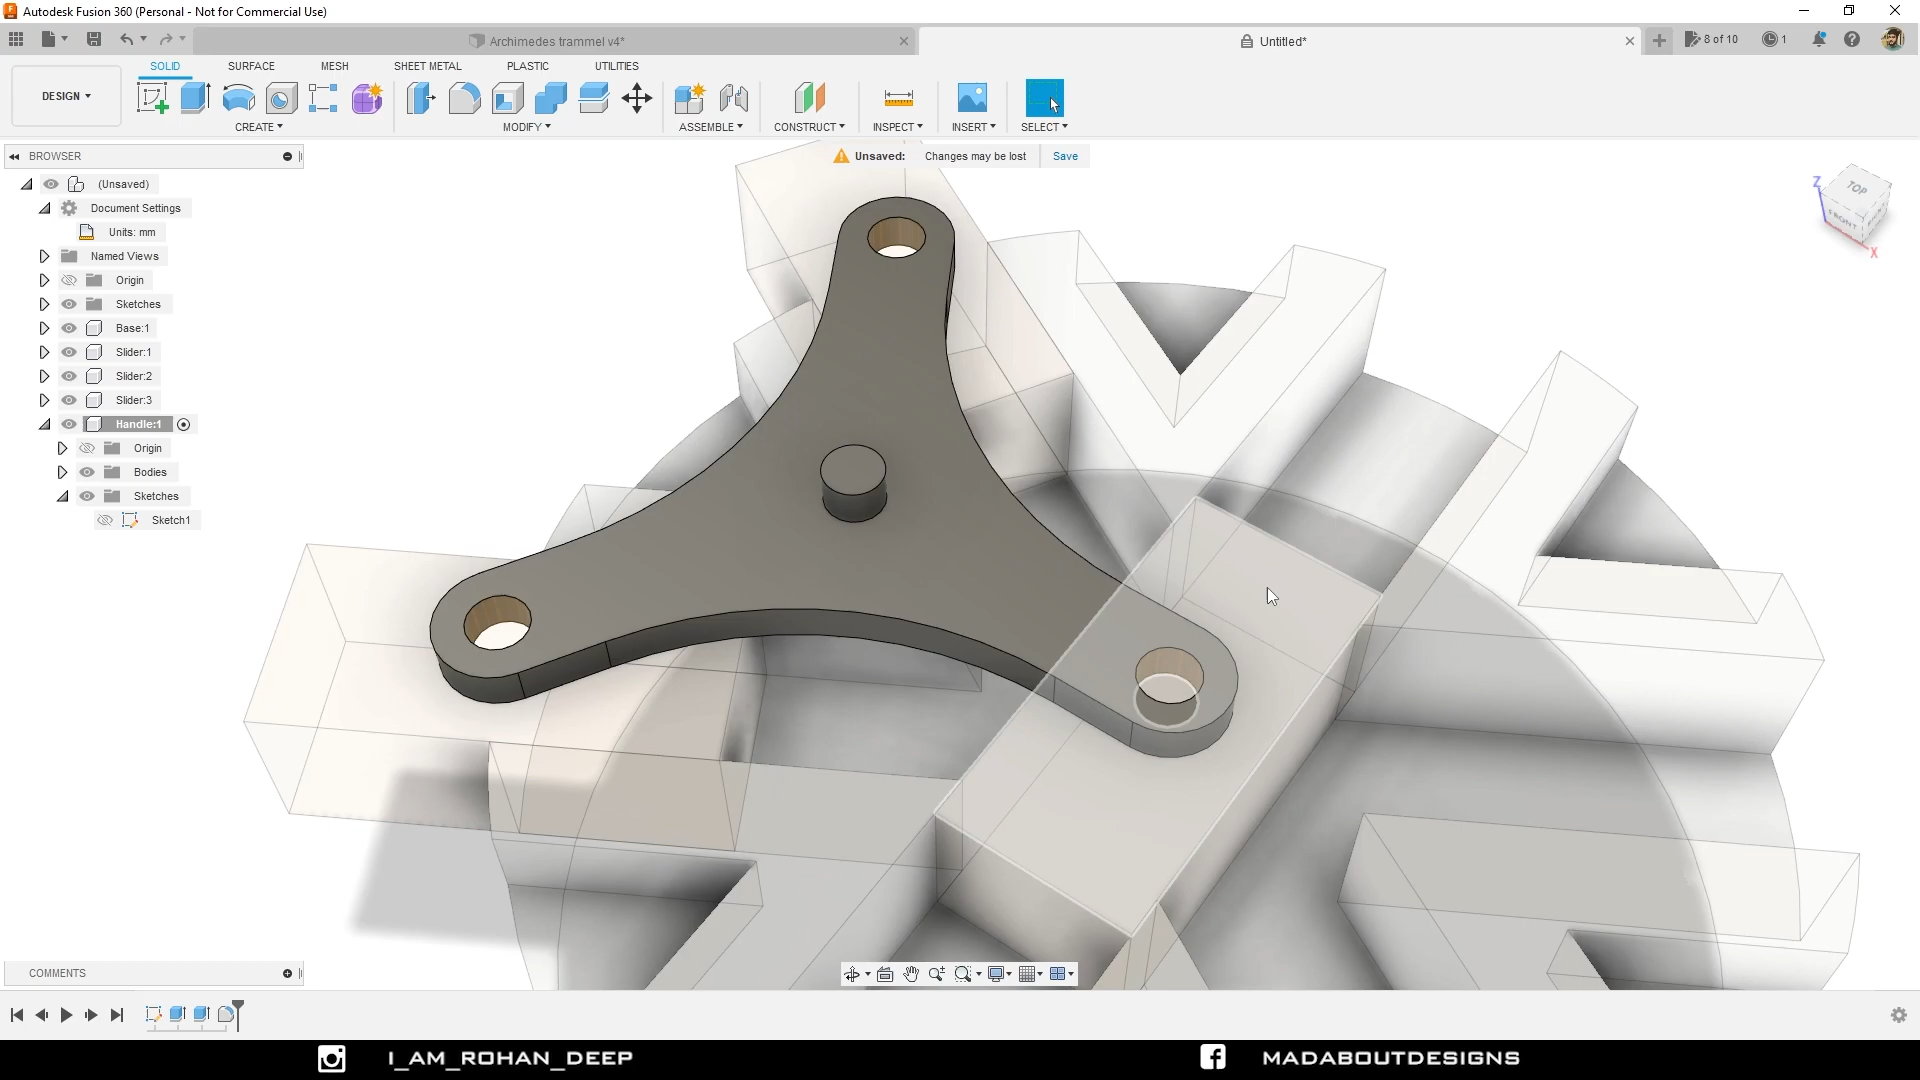 Autodesk Fusion 360 (Personal - Not for Commercial Use)
Archimedes trammel v4*
Untitled*
8 of 10
1
DESIGN
SOLID
SURFACE
MESH
SHEET METAL
PLASTIC
UTILITIES
CREATE
MODIFY
ASSEMBLE
CONSTRUCT
INSPECT
INSERT
SELECT
BROWSER
Unsaved:
Changes may be lost
Save
(Unsaved)
Document Settings
Units: mm
Named Views
Origin
Sketches
Base:1
Slider:1
Slider:2
Slider:3
Handle:1
Origin
Bodies
Sketches
Sketch1
Z
TOP
FRONT
X
COMMENTS
I_AM_ROHAN_DEEP
MADABOUTDESIGNS